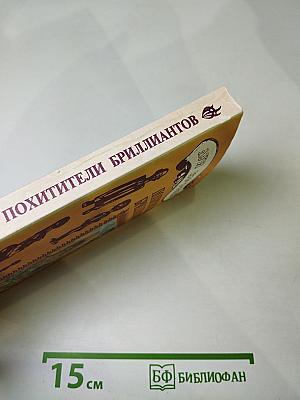 ПОХИТИТЕЛИ БРИЛЛИАНТОВ
15 см
БФ БИБЛИОФАН